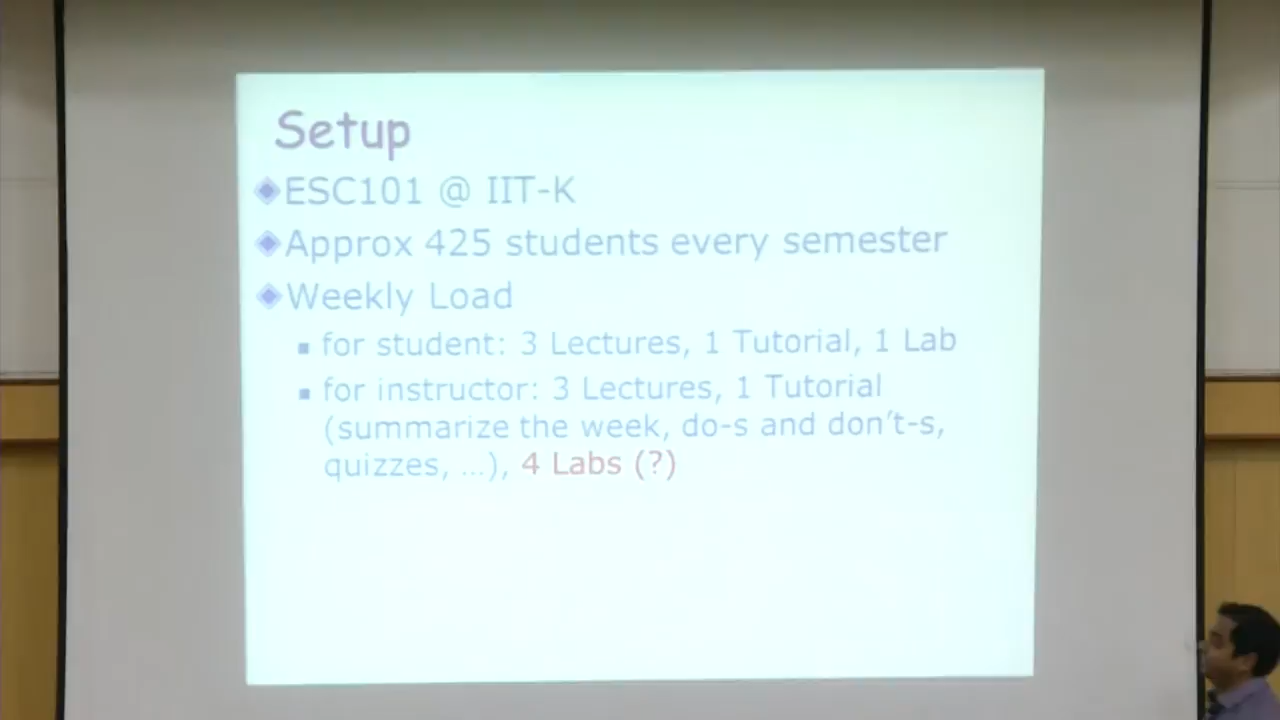 Setup
ESC101 @ IIT-K
Approx 425 students every semester
Weekly Load
for student: 3 Lectures, 1 Tutorial, 1 Lab
for instructor: 3 Lectures, 1 Tutorial
(summarize the week, do-s and don't-s,
quizzes, ...), 4 Labs (?)